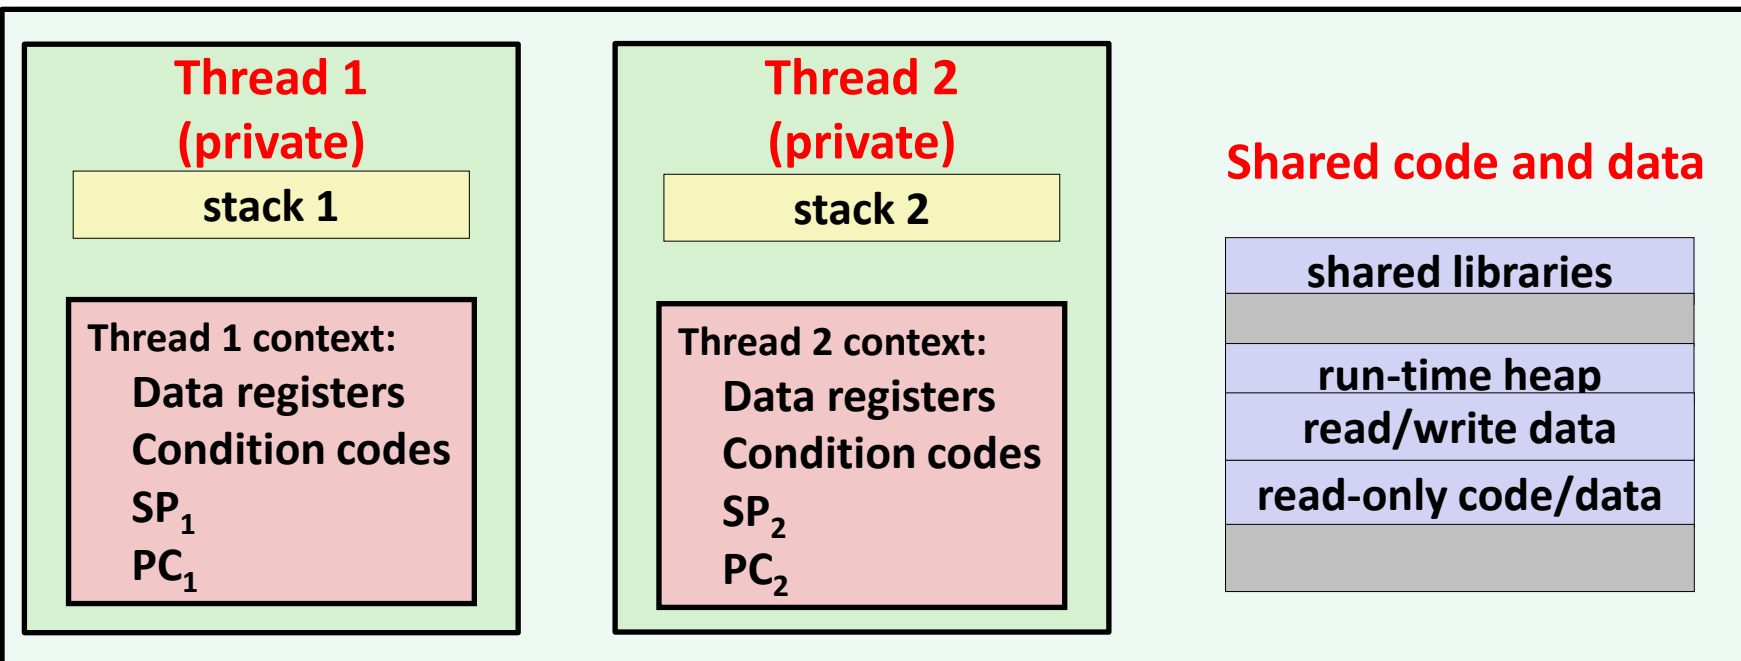 Thread 1
(private)
stack 1
Thread 1 context:
Data registers
Condition codes
SP₁
PC₁
Thread 2
(private)
stack 2
Thread 2 context:
Data registers
Condition codes
SP₂
PC₂
Shared code and data
shared libraries
run-time heap
read/write data
read-only code/data